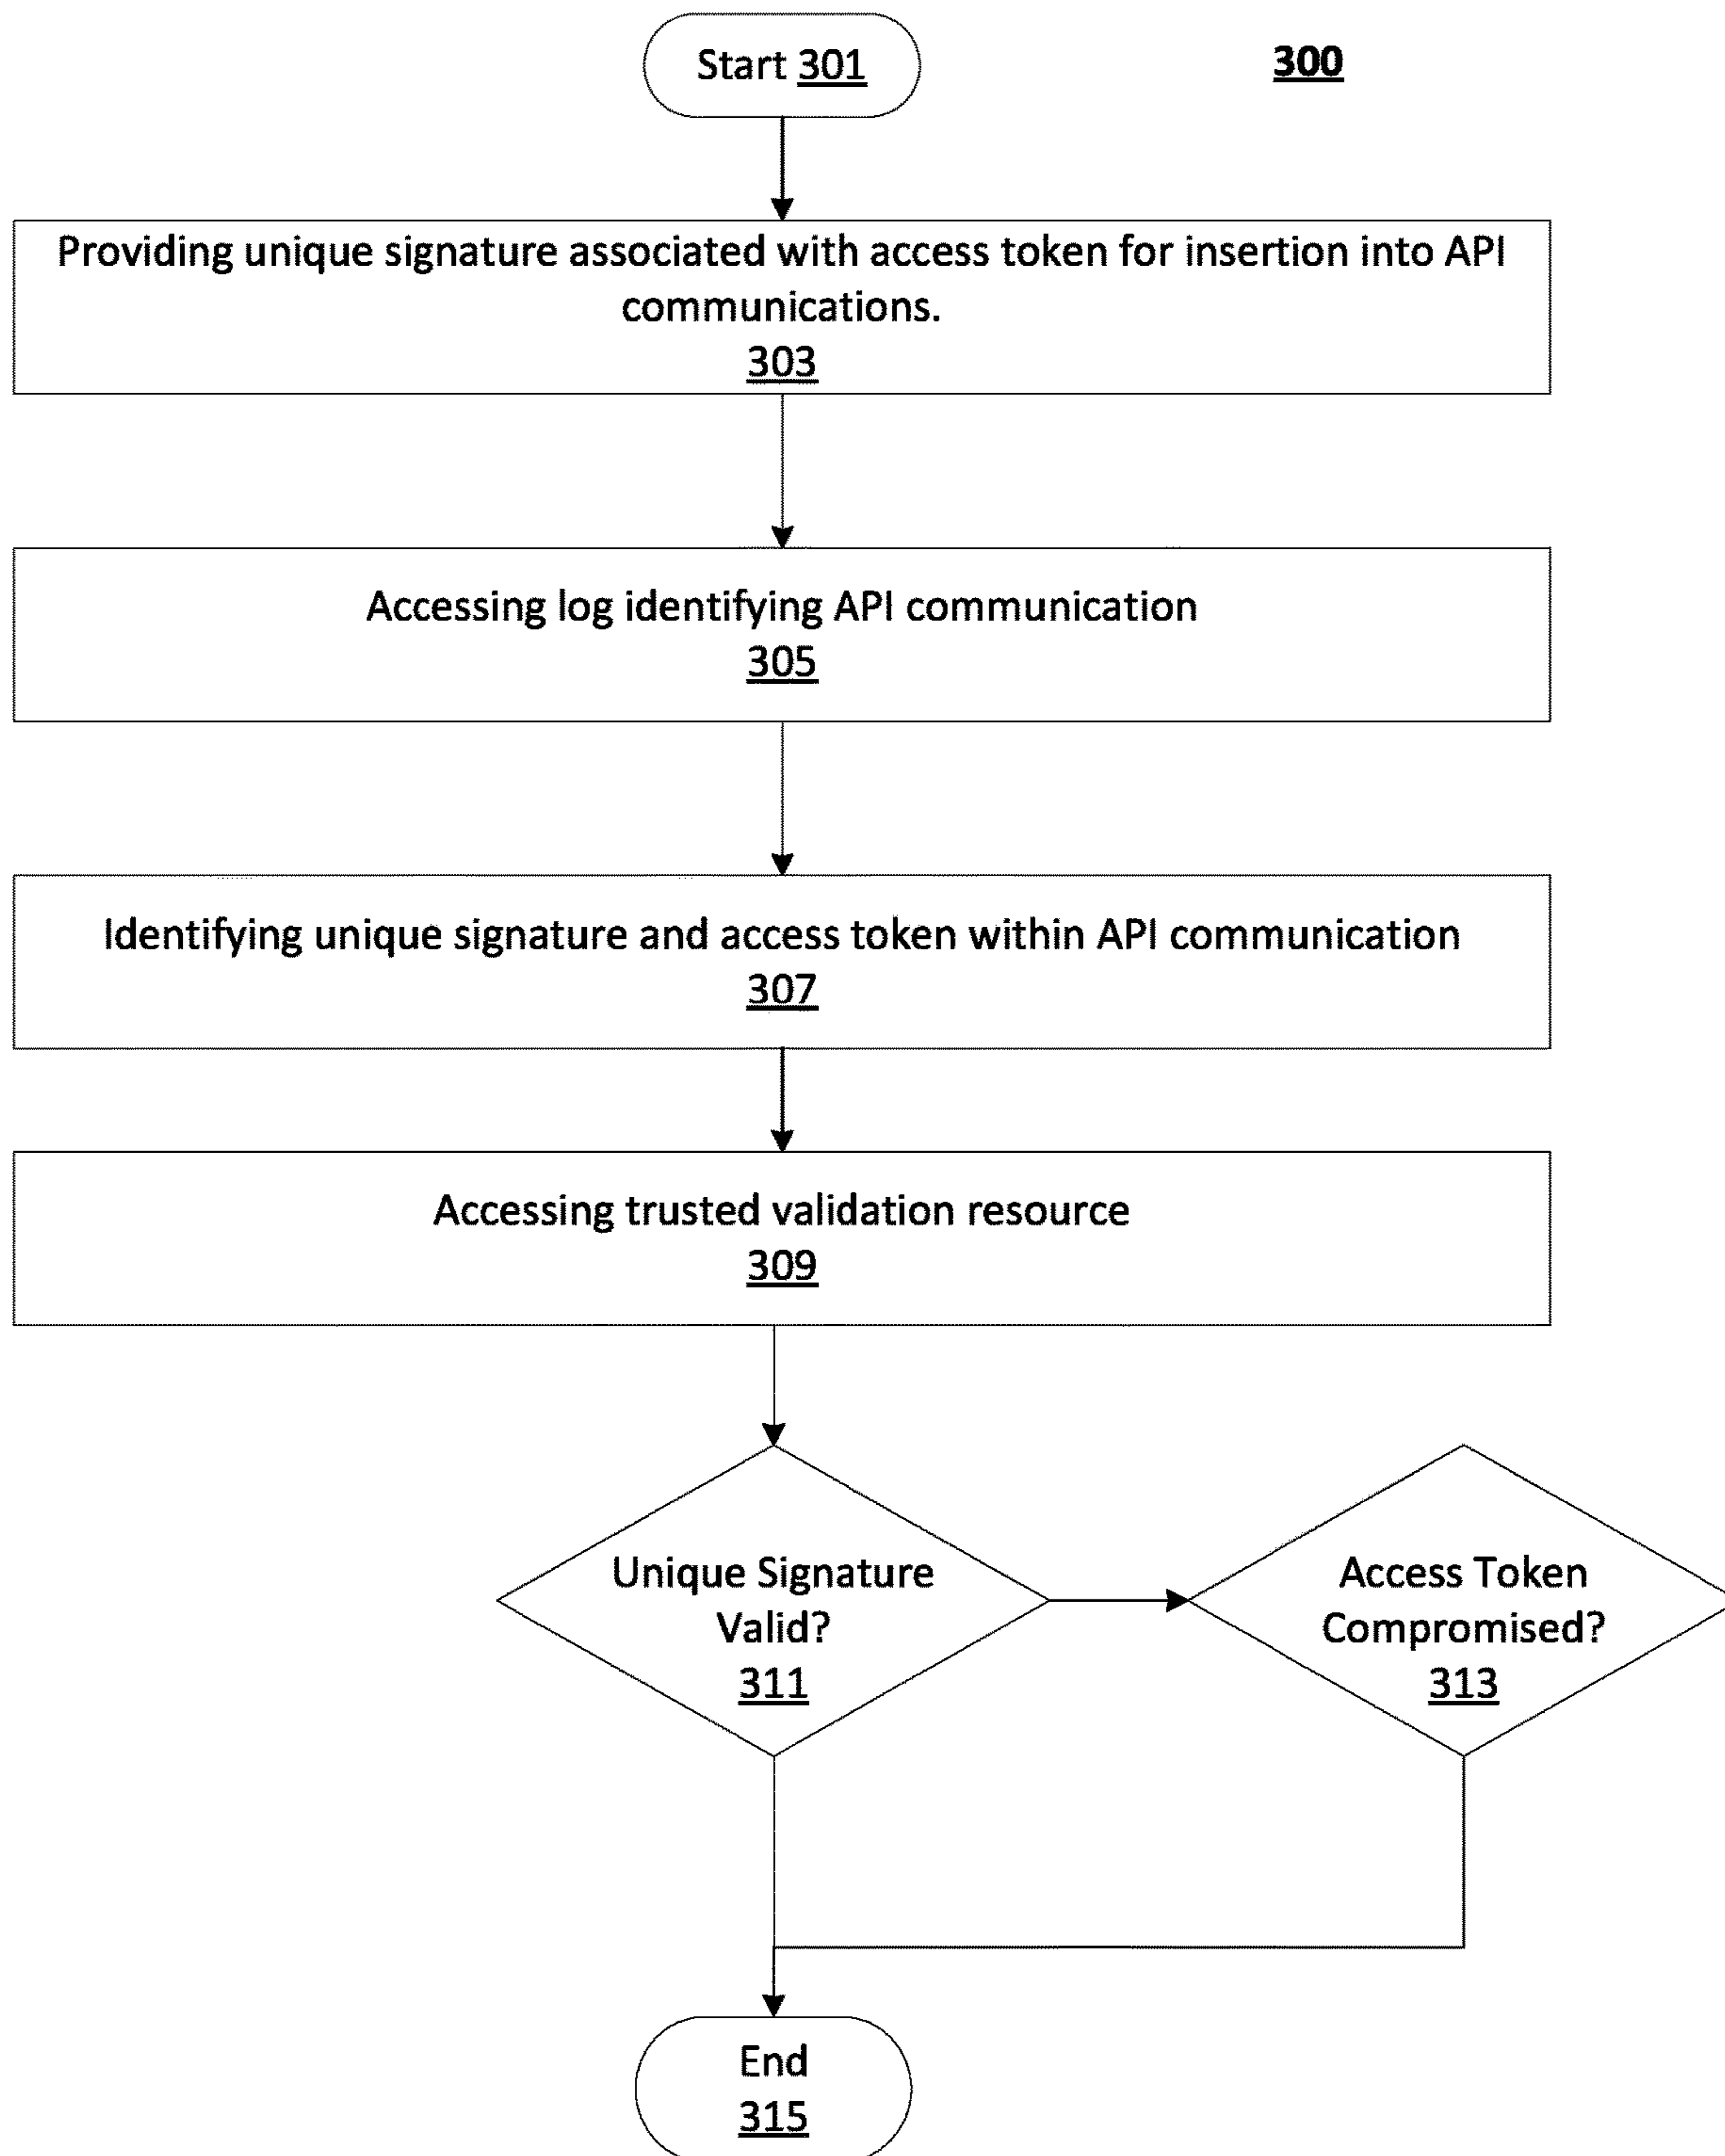 Start 301
300
Providing unique signature associated with access token for insertion into API
communications.
303
Accessing log identifying API communication
305
Identifying unique signature and access token within API communication
307
Accessing trusted validation resource
309
Unique Signature
Valid?
311
Access Token
Compromised?
313
End
315